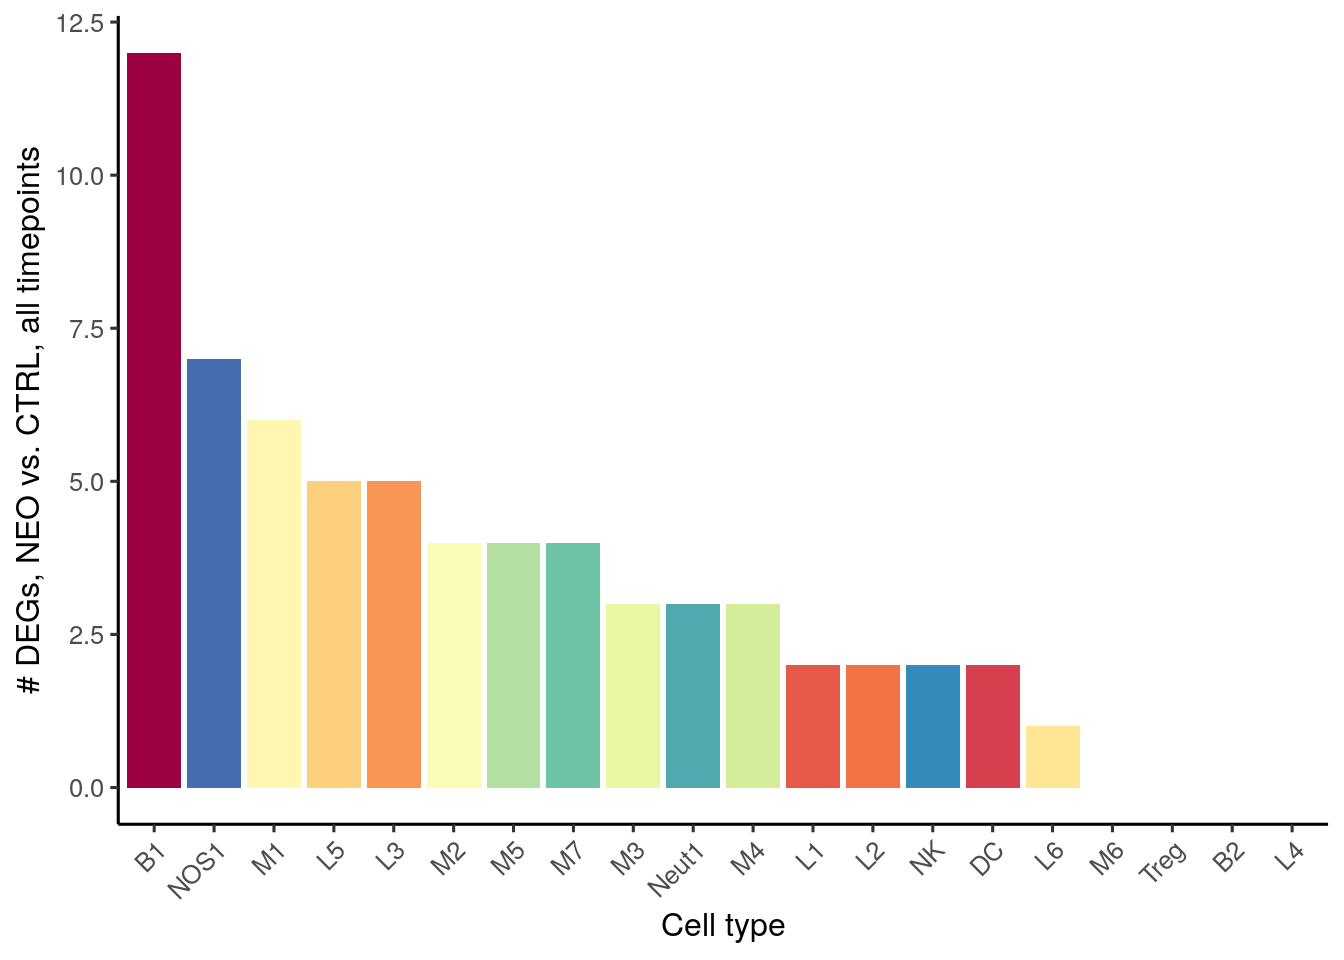 # DEGs, NEO vs. CTRL, all timepoints
12.5
10.0
7.5
5.0
2.5
0.0
B1 NOS1 M1 L5 L3 M2 M5 M7 M3 Neut1 M4 L1 L2 NK DC L6 M6 Treg B2 L4
Cell type